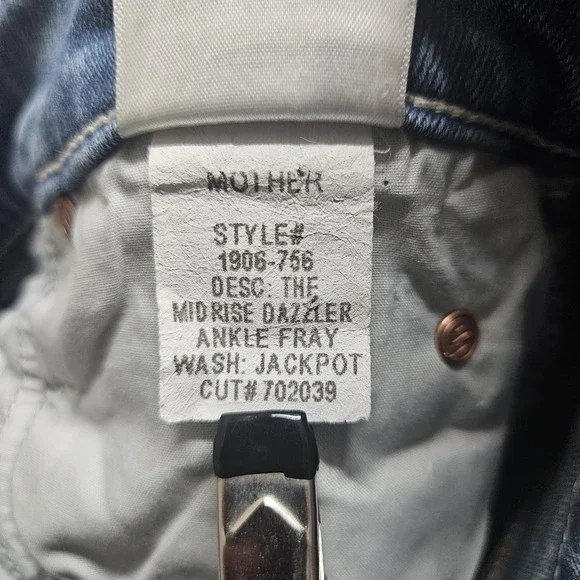 MOTHER
STYLE#
1906-756
DESC: THE
MIDRISE DAZZLER
ANKLE FRAY
WASH: JACKPOT
CUT# 702039